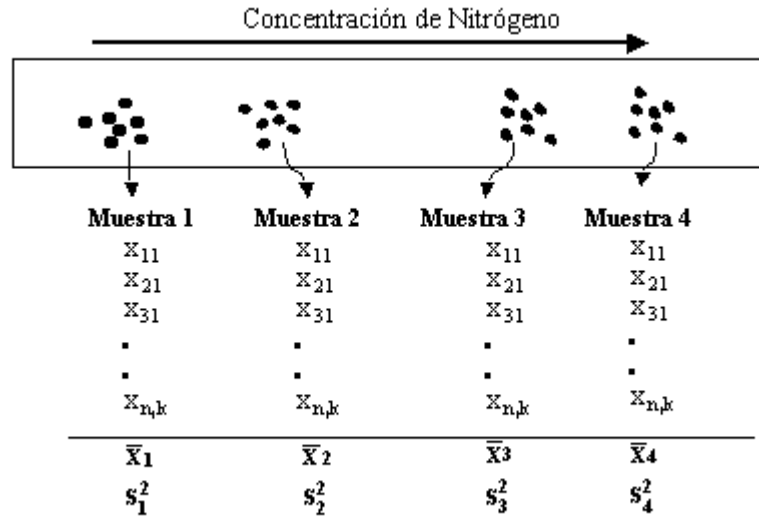 Concentración de Nitrógeno
Muestra 1 Muestra 2 Muestra 3 Muestra 4
x₁₁ x₁₁ x₁₁ x₁₁
x₂₁ x₂₁ x₂₁ x₂₁
x₃₁ x₃₁ x₃₁ x₃₁
. . . .
. . . .
xₙ,ₖ xₙ,ₖ xₙ,ₖ xₙ,ₖ
x̄₁ x̄₂ x̄₃ x̄₄
s₁² s₂² s₃² s₄²